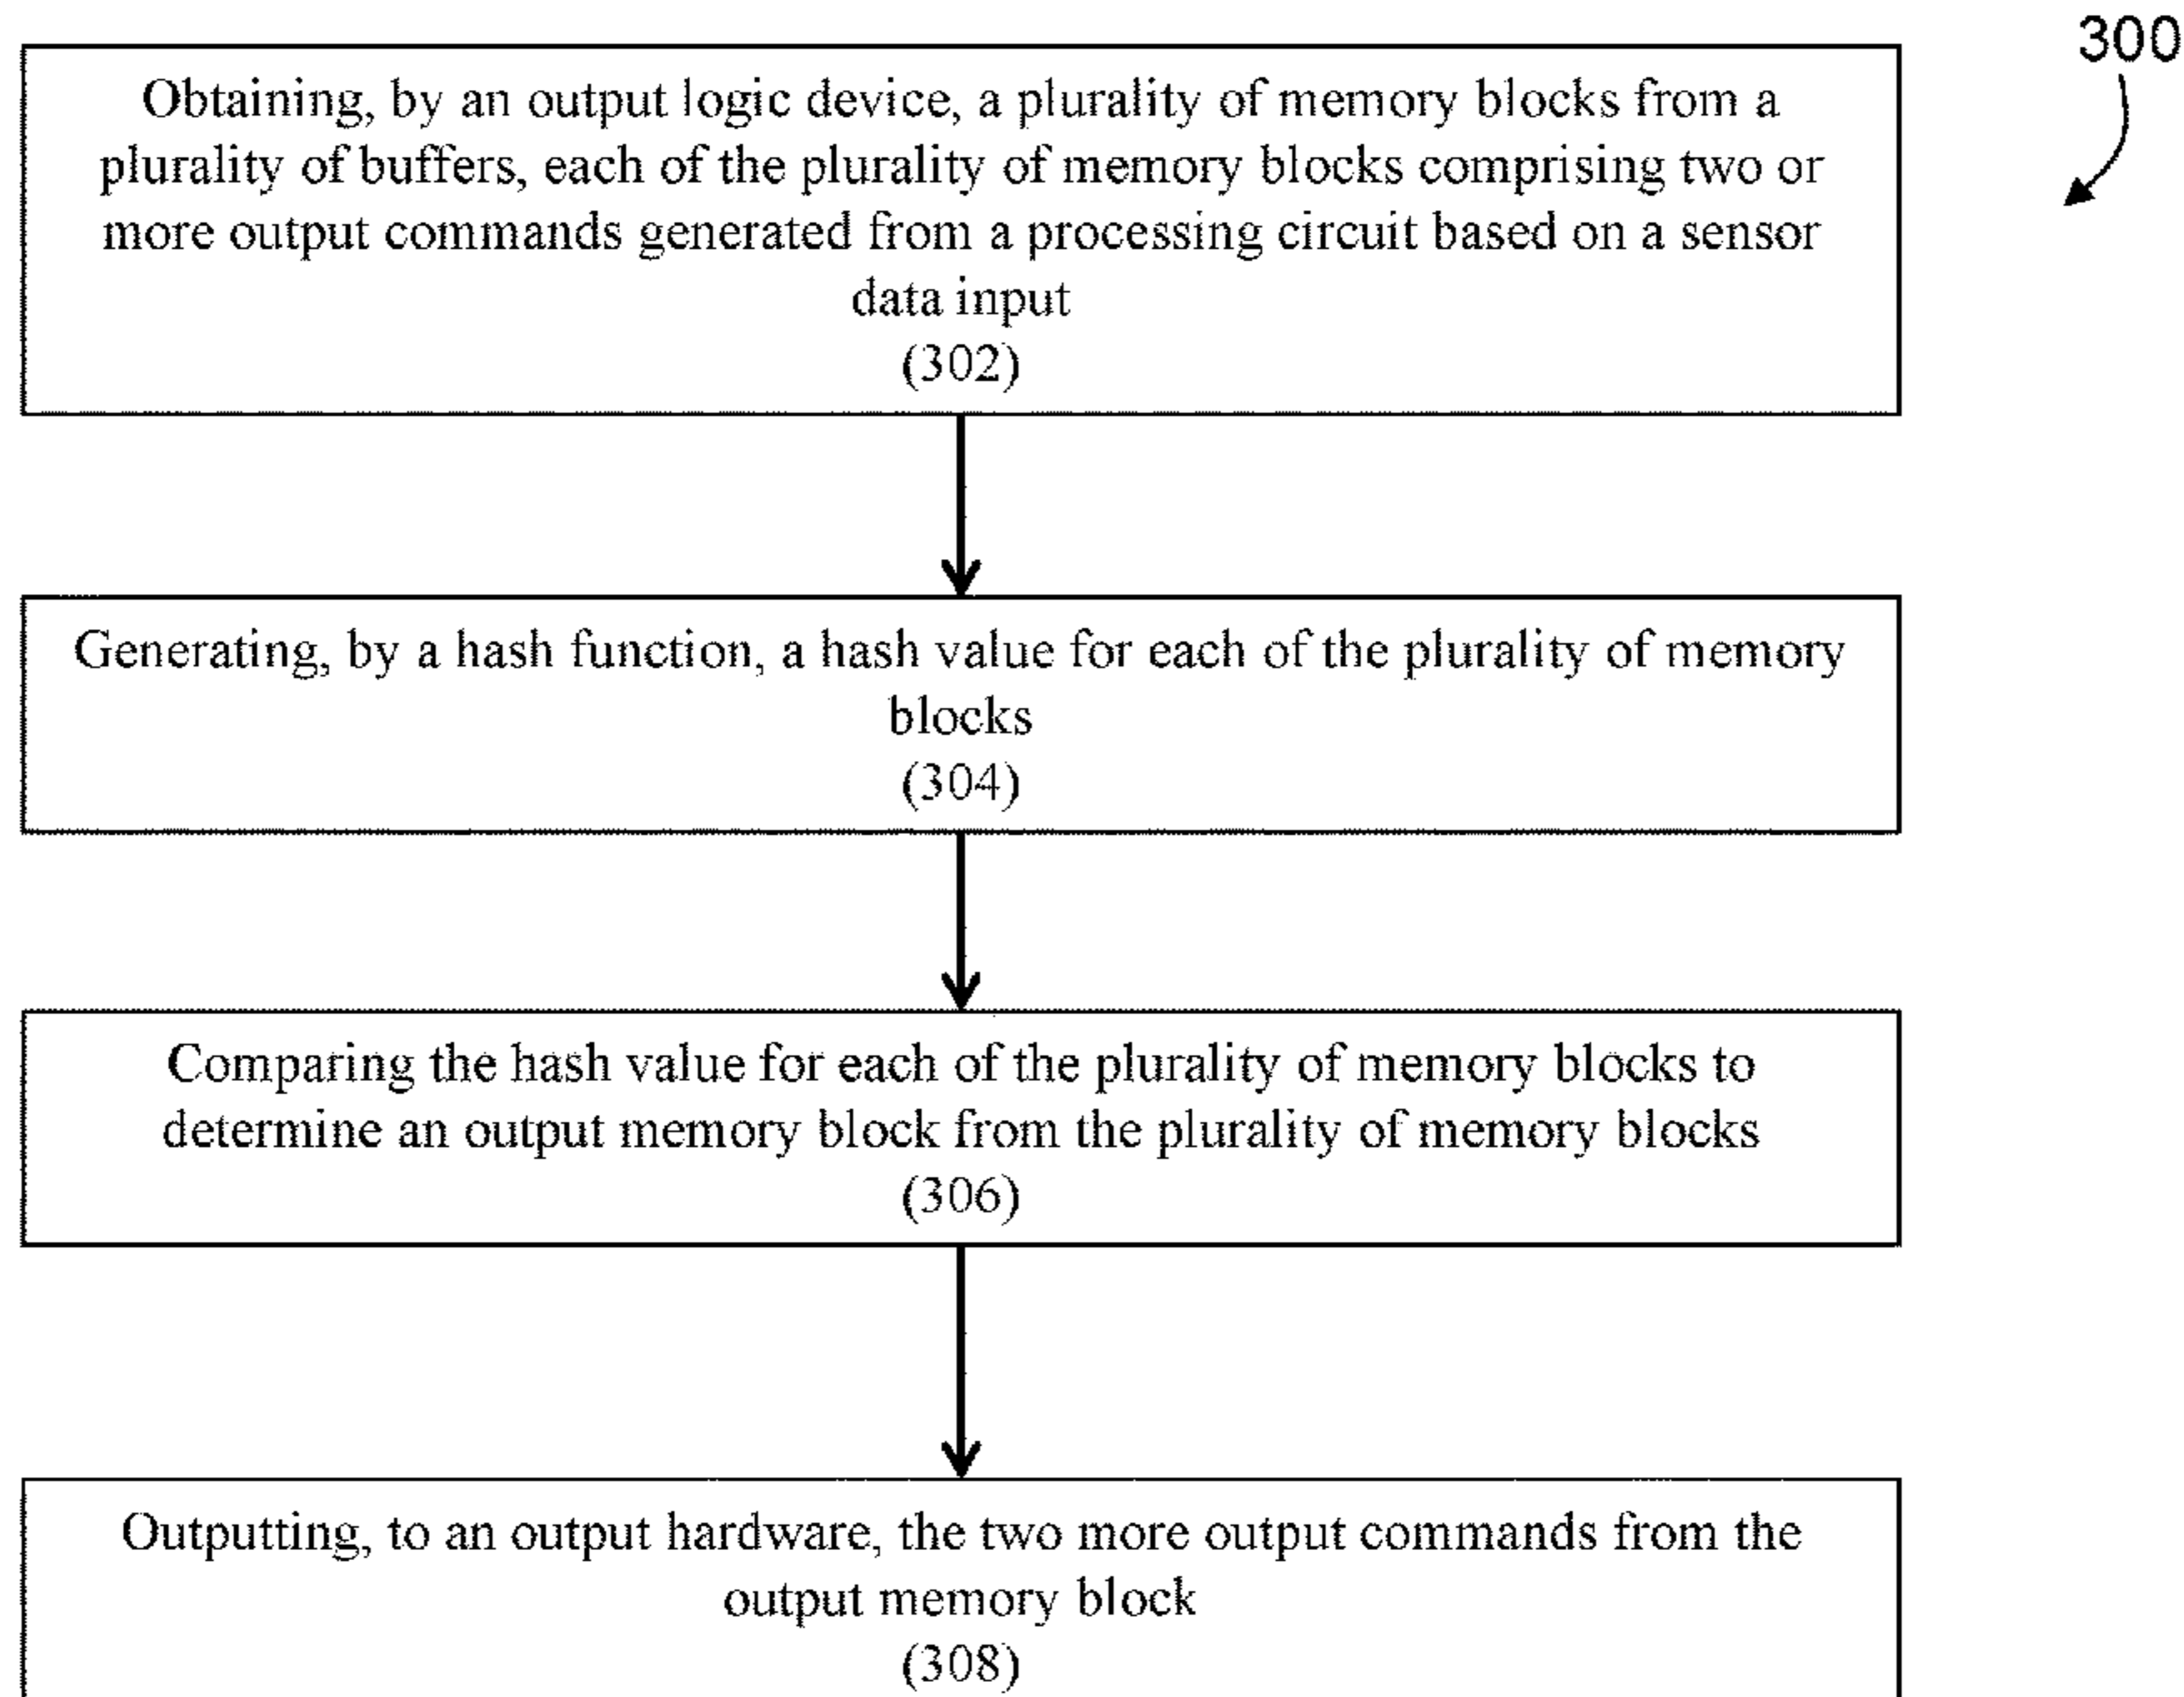 300
Obtaining, by an output logic device, a plurality of memory blocks from a
plurality of buffers, each of the plurality of memory blocks comprising two or
more output commands generated from a processing circuit based on a sensor
data input
(302)
Generating, by a hash function, a hash value for each of the plurality of memory
blocks
(304)
Comparing the hash value for each of the plurality of memory blocks to
determine an output memory block from the plurality of memory blocks
(306)
Outputting, to an output hardware, the two more output commands from the
output memory block
(308)